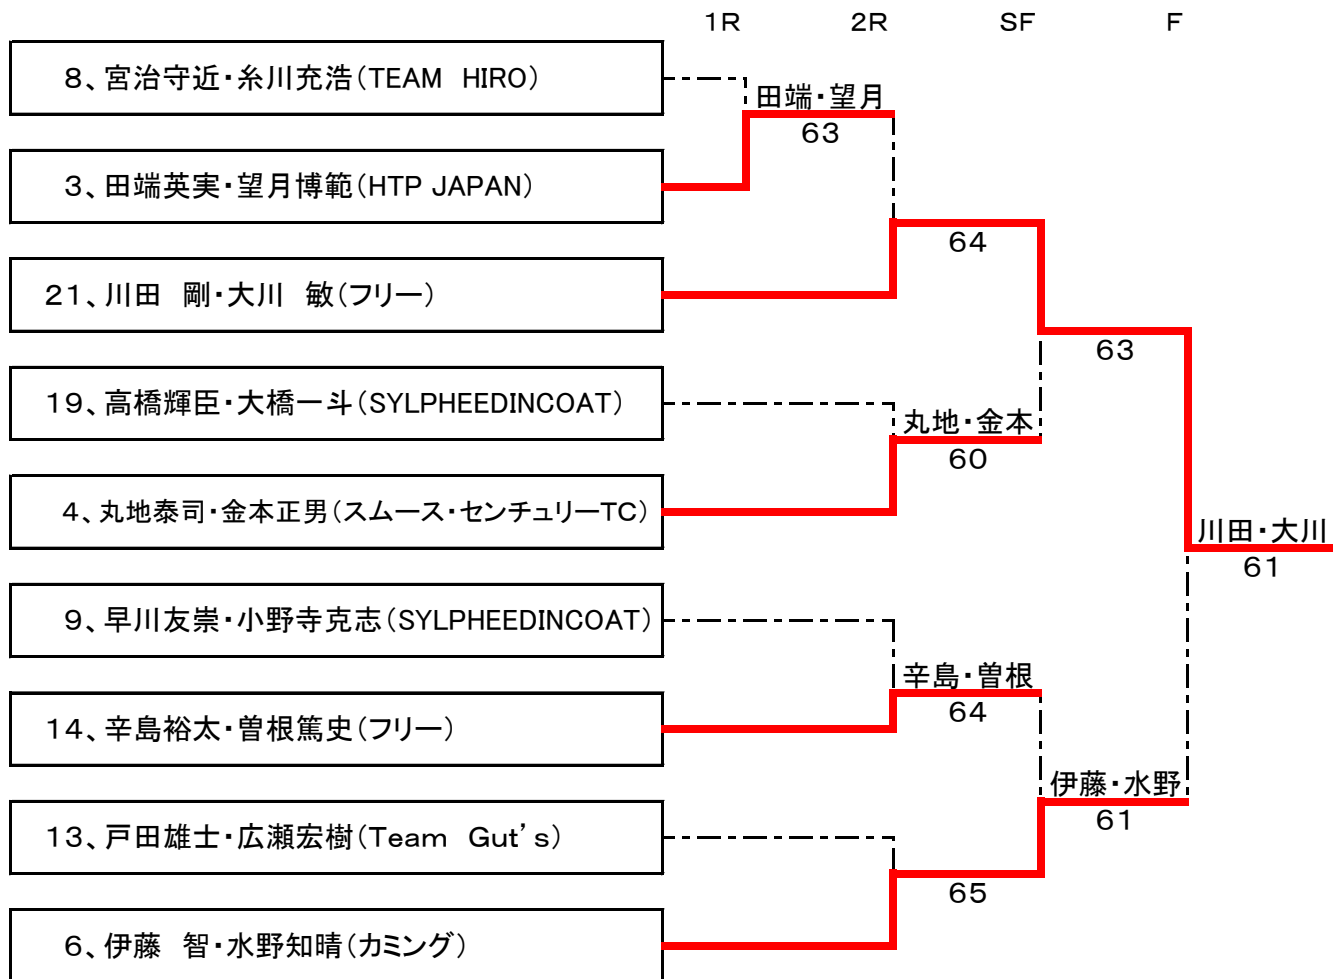 1R 2R SF F
8、宮治守近・糸川充浩(TEAM HIRO)
田端・望月
63
3、田端英実・望月博範(HTP JAPAN)
64
21、川田 剛・大川 敏(フリー)
63
19、高橋輝臣・大橋一斗(SYLPHEEDINCOAT)
丸地・金本
60
4、丸地泰司・金本正男(スムース・センチュリーTC)
川田・大川
61
9、早川友崇・小野寺克志(SYLPHEEDINCOAT)
辛島・曽根
64
14、辛島裕太・曽根篤史(フリー)
伊藤・水野
61
13、戸田雄士・広瀬宏樹(Team Gut's)
65
6、伊藤 智・水野知晴(カミング)